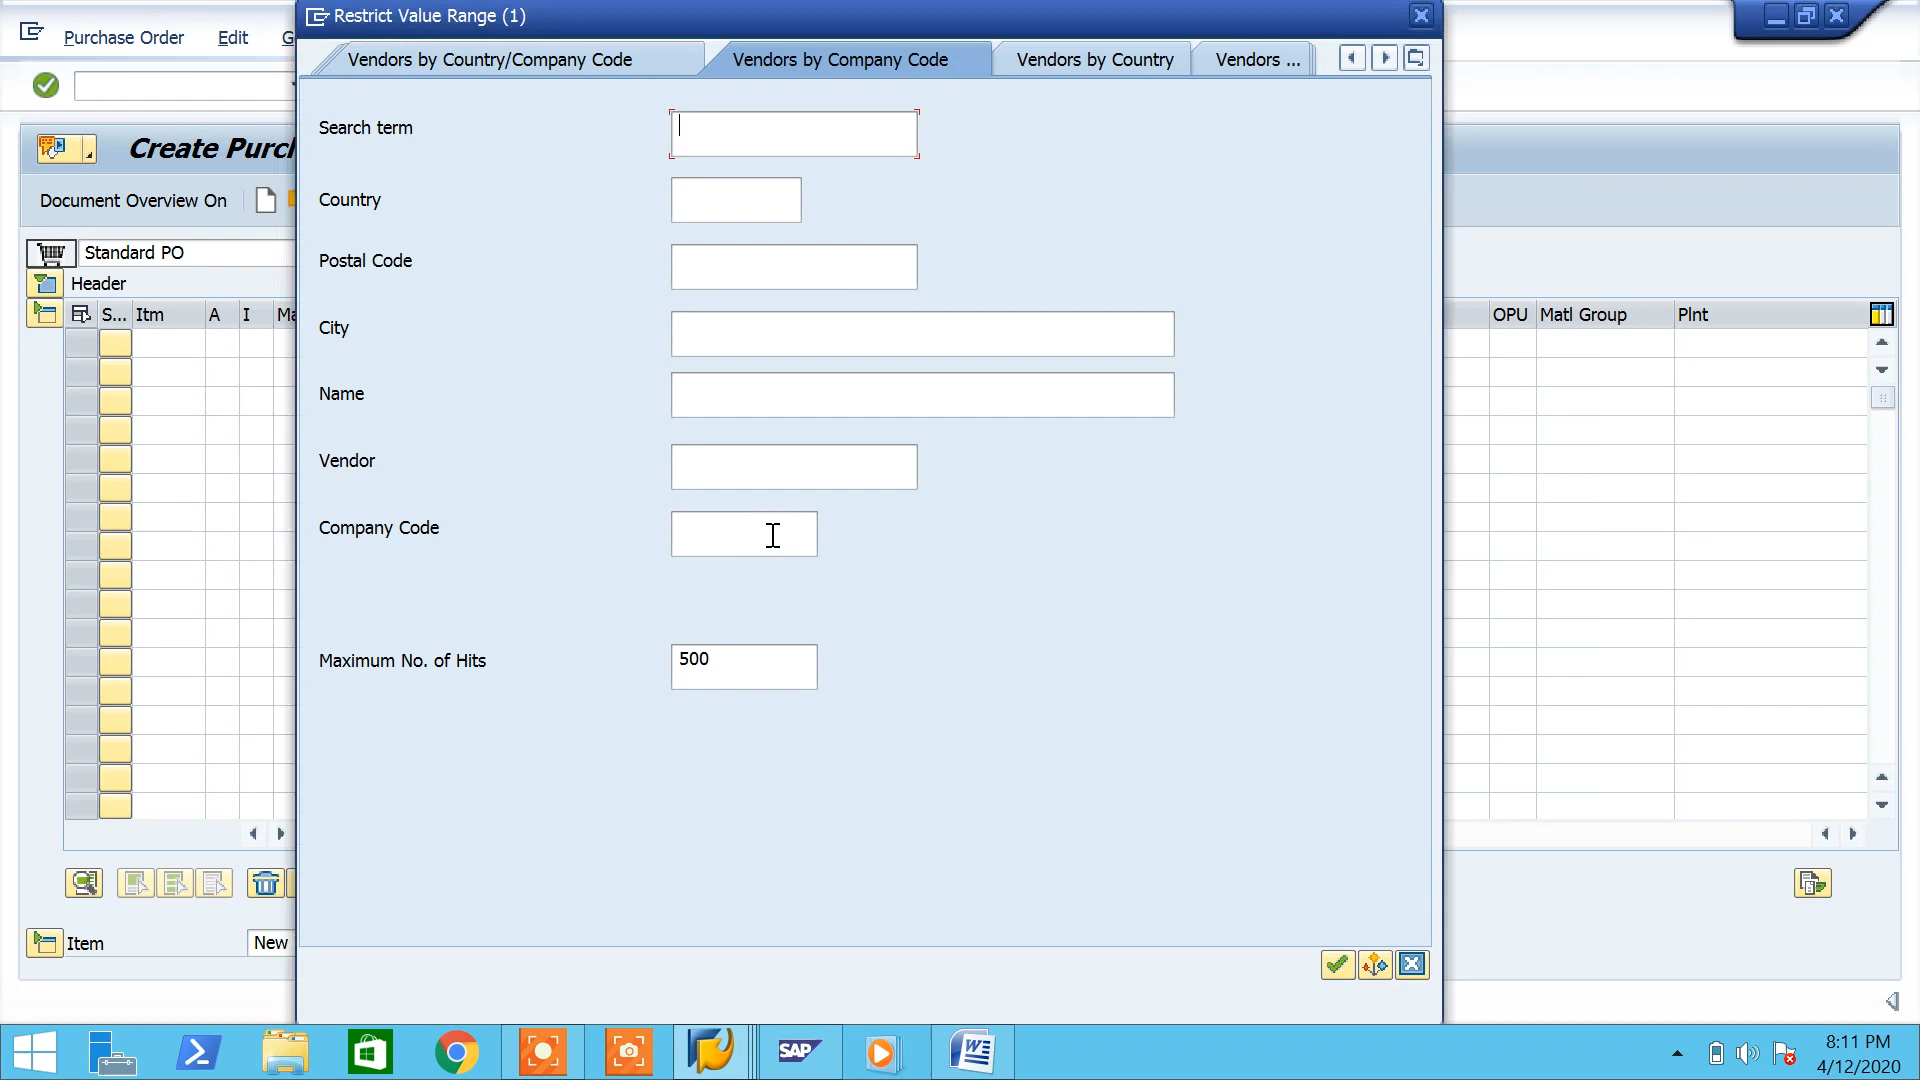 Restrict Value Range (1)
Purchase Order Edit G
Vendors by Country/Company Code Vendors by Company Code Vendors by Country Vendors ...
Search term
Create Purch
Country
Document Overview On
Standard PO
Postal Code
Header
S... Itm A I Ma OPU Matl Group Plnt
City
Name
Vendor
Company Code
Maximum No. of Hits 500
Item New
SAP
8:11 PM
4/12/2020